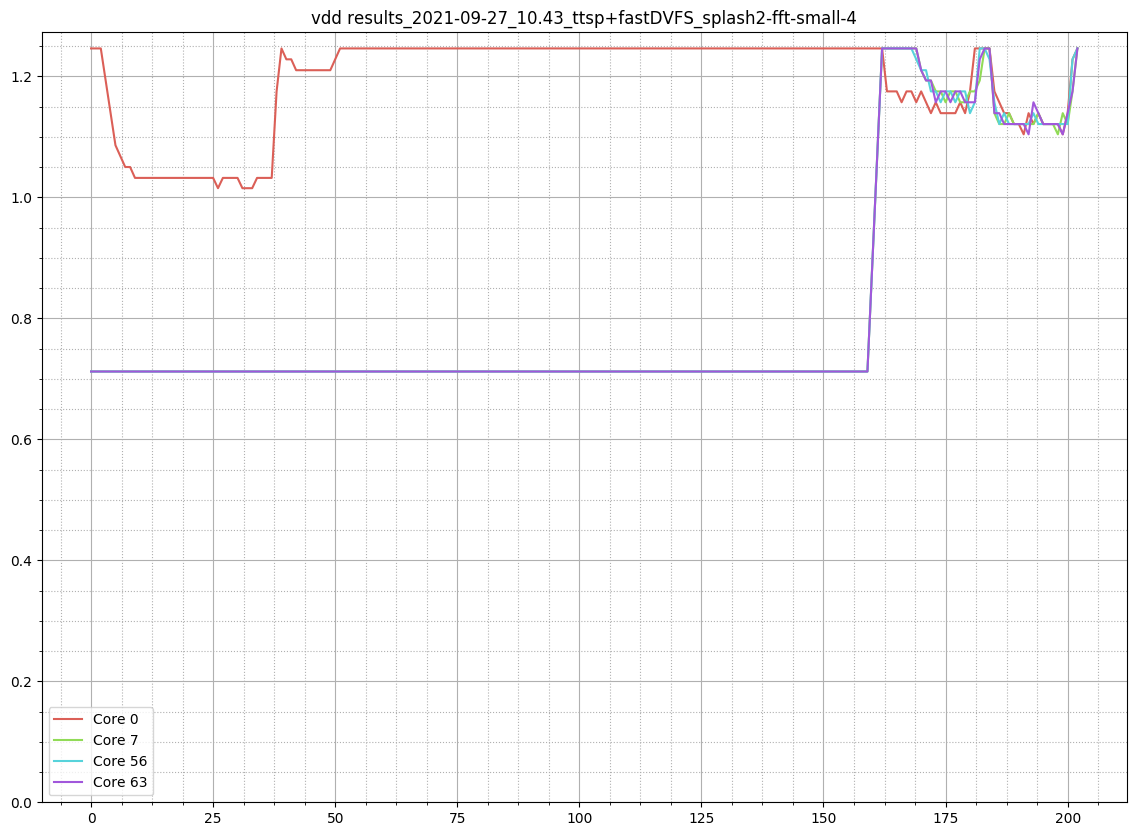 vdd results_2021-09-27_10.43_ttsp+fastDVFS_splash2-fft-small-4
1.2
1.0
0.8
0.6
0.4
0.2
0.0
Core 0
Core 7
Core 56
Core 63
0 25 50 75 100 125 150 175 200